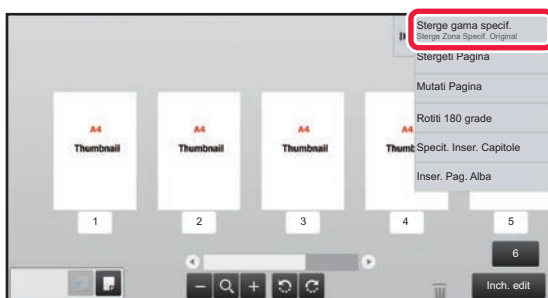 Sterge gama specif.
Sterge Zona Specif. Original
Stergeti Pagina
Mutati Pagina
Rotiti 180 grade
Specit. Inser. Capitole
Inser. Pag. Alba
A4
Thumbnail
A4
Thumbnail
A4
Thumbnail
A4
Thumb
1
2
3
4
5
6
Inch. edit